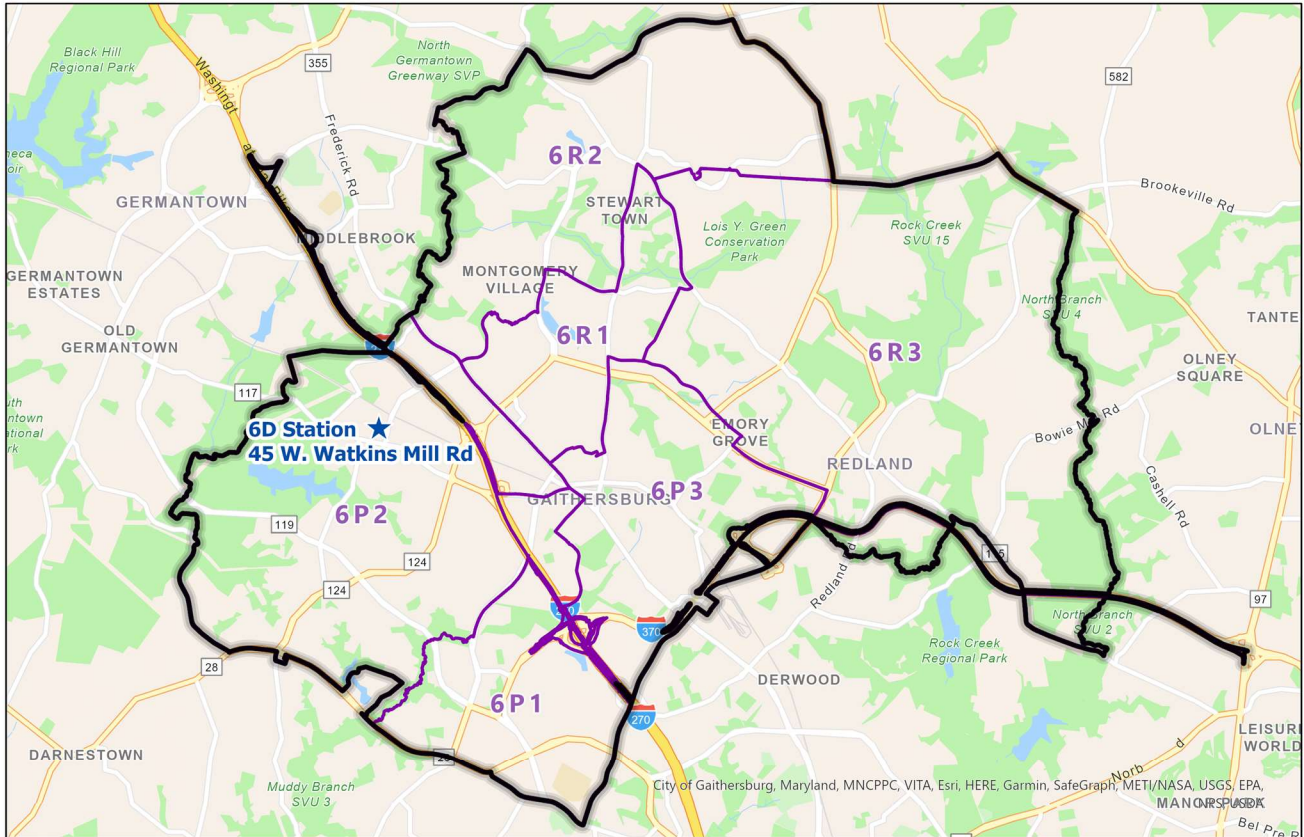 Black Hill
Regional Park
355
North
Germantown
Greenway SVP
582
Washingt
Frederick Rd
6R2
Brookeville Rd
GERMANTOWN
STEWART
TOWN
Lois Y. Green
Conservation
Park
Rock Creek
SVU 15
MIDDLEBROOK
GERMANTOWN
ESTATES
MONTGOMERY
VILLAGE
North Branch
SVU 4
TANTE
OLD
GERMANTOWN
6R1
6R3
OLNEY
SQUARE
117
6D Station
45 W. Watkins Mill Rd
EMORY
GROVE
Bowie Mill Rd
OLNE
REDLAND
Cashell Rd
GAITHERSBURG
6P3
6P2
119
124
124
Redland Rd
97
North Branch
SVU 2
370
28
Rock Creek
Regional Park
DERWOOD
6P1
270
DARNESTOWN
LEISUR
WORLD
Muddy Branch
SVU 3
Norb
d
City of Gaithersburg, Maryland, MNCPPC, VITA, Esri, HERE, Garmin, SafeGraph, METI/NASA, USGS, EPA,
NPS, USDA
MANOR PARK
Bel Pre R